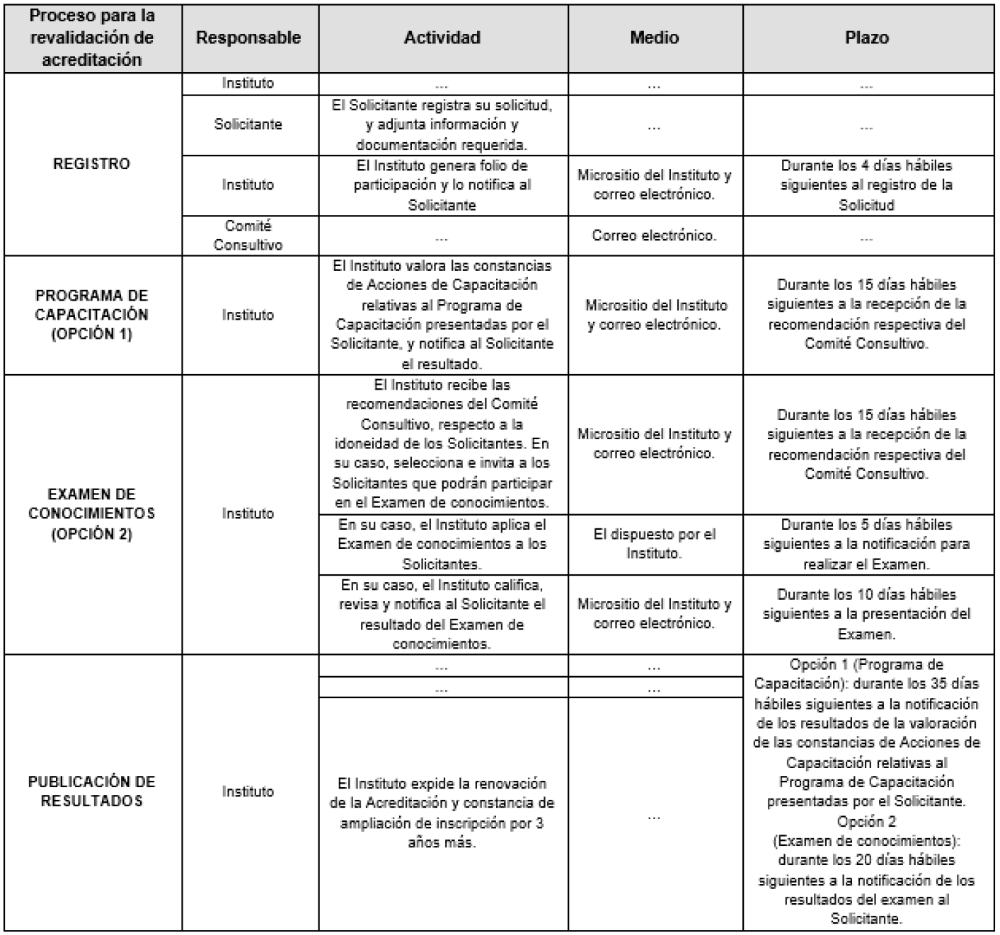 Proceso para la
revalidación de
acreditación
Responsable
Actividad
Medio
Plazo
REGISTRO
Instituto
...
...
...
Solicitante
El Solicitante registra su solicitud,
y adjunta información y
documentación requerida.
...
...
Instituto
El Instituto genera folio de
participación y lo notifica al
Solicitante
Micrositio del Instituto y
correo electrónico.
Durante los 4 días hábiles
siguientes al registro de la
Solicitud
Comité
Consultivo
...
Correo electrónico.
...
PROGRAMA DE
CAPACITACIÓN
(OPCIÓN 1)
Instituto
El Instituto valora las constancias
de Acciones de Capacitación
relativas al Programa de
Capacitación presentadas por el
Solicitante, y notifica al Solicitante
el resultado.
Micrositio del Instituto
y correo electrónico.
Durante los 15 días hábiles
siguientes a la recepción de la
recomendación respectiva del
Comité Consultivo.
EXAMEN DE
CONOCIMIENTOS
(OPCIÓN 2)
Instituto
El Instituto recibe las
recomendaciones del Comité
Consultivo, respecto a la
idoneidad de los Solicitantes. En
su caso, selecciona e invita a los
Solicitantes que podrán participar
en el Examen de conocimientos.
Micrositio del Instituto y
correo electrónico.
Durante los 15 días hábiles
siguientes a la recepción de la
recomendación respectiva del
Comité Consultivo.
En su caso, el Instituto aplica el
Examen de conocimientos a los
Solicitantes.
El dispuesto por el
Instituto.
Durante los 5 días hábiles
siguientes a la notificación para
realizar el Examen.
En su caso, el Instituto califica,
revisa y notifica al Solicitante el
resultado del Examen de
conocimientos.
Micrositio del Instituto y
correo electrónico.
Durante los 10 días hábiles
siguientes a la presentación del
Examen.
PUBLICACIÓN DE
RESULTADOS
Instituto
...
...
...
...
El Instituto expide la renovación
de la Acreditación y constancia de
ampliación de inscripción por 3
años más.
...
Opción 1 (Programa de
Capacitación): durante los 35 días
hábiles siguientes a la notificación
de los resultados de la valoración
de las constancias de Acciones de
Capacitación relativas al
Programa de Capacitación
presentadas por el Solicitante.
Opción 2
(Examen de conocimientos):
durante los 20 días hábiles
siguientes a la notificación de los
resultados del examen al
Solicitante.